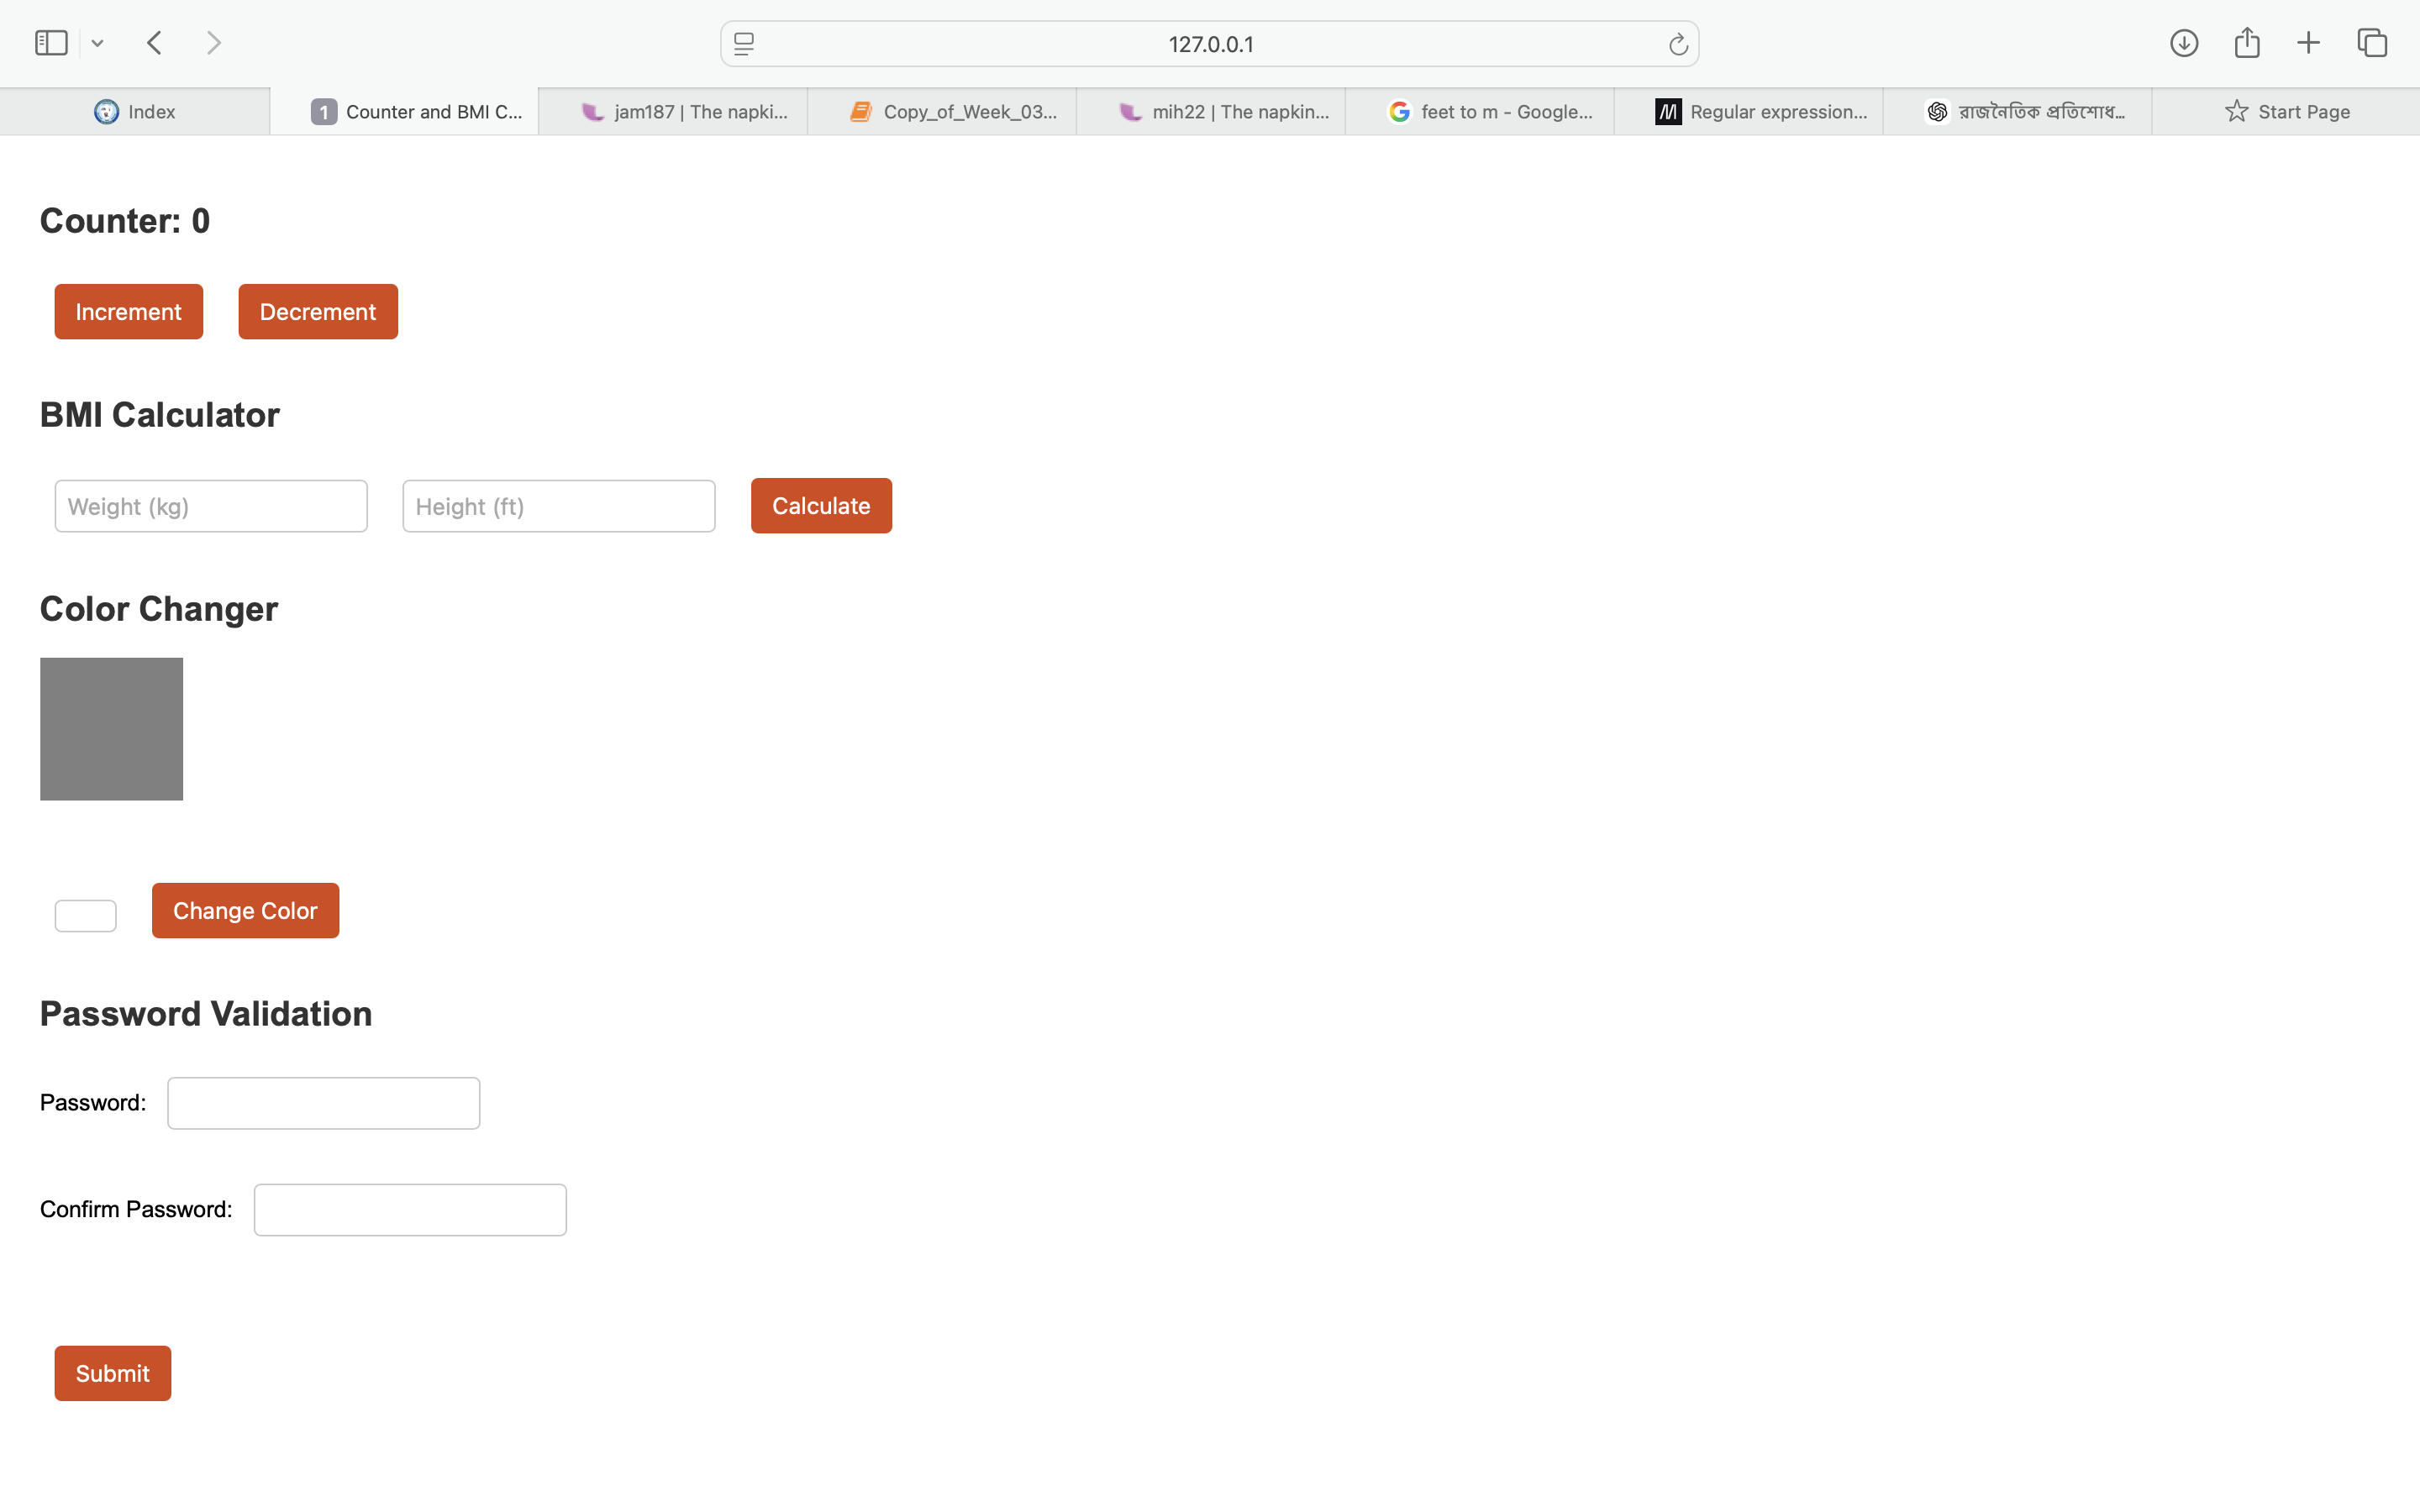 127.0.0.1
Index
1 Counter and BMI C...
jam187 | The napki...
Copy_of_Week_03...
mih22 | The napkin...
feet to m - Google...
Regular expression...
রাজনৈতিক প্রতিশোধ...
Start Page
Counter: 0
Increment Decrement
BMI Calculator
Weight (kg) Height (ft) Calculate
Color Changer
Change Color
Password Validation
Password:
Confirm Password:
Submit